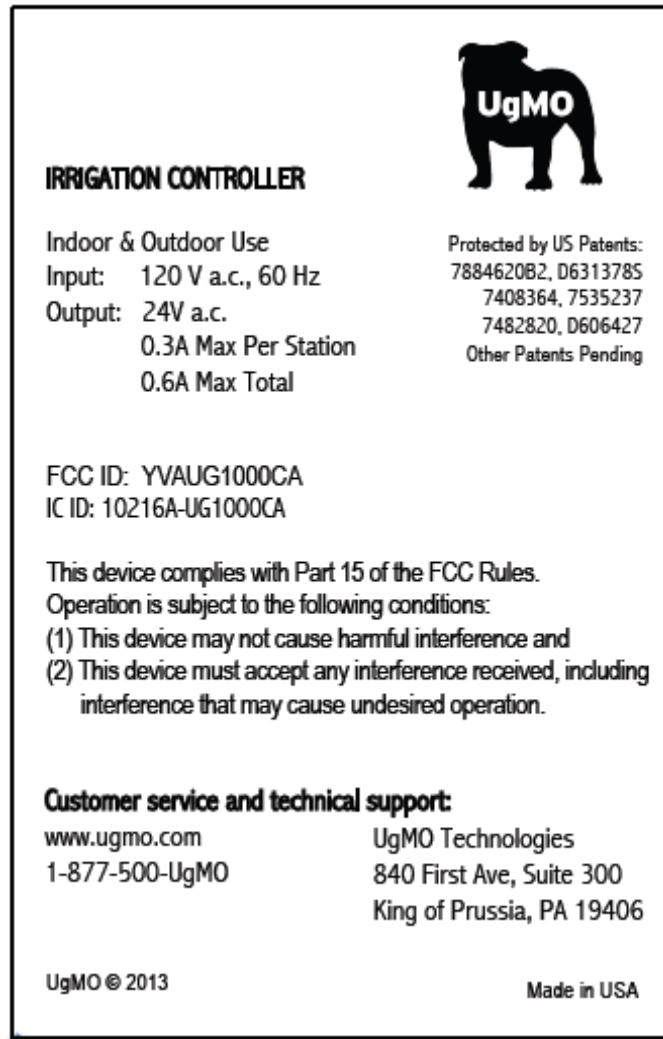 UgMO
IRRIGATION CONTROLLER
Indoor & Outdoor Use
Input: 120 V a.c., 60 Hz
Output: 24V a.c.
0.3A Max Per Station
0.6A Max Total
Protected by US Patents:
7884620B2, D631378S
7408364, 7535237
7482820, D606427
Other Patents Pending
FCC ID: YVAUG1000CA
IC ID: 10216A-UG1000CA
This device complies with Part 15 of the FCC Rules.
Operation is subject to the following conditions:
(1) This device may not cause harmful interference and
(2) This device must accept any interference received, including
interference that may cause undesired operation.
Customer service and technical support:
www.ugmo.com
1-877-500-UgMO
UgMO Technologies
840 First Ave, Suite 300
King of Prussia, PA 19406
UgMO © 2013
Made in USA